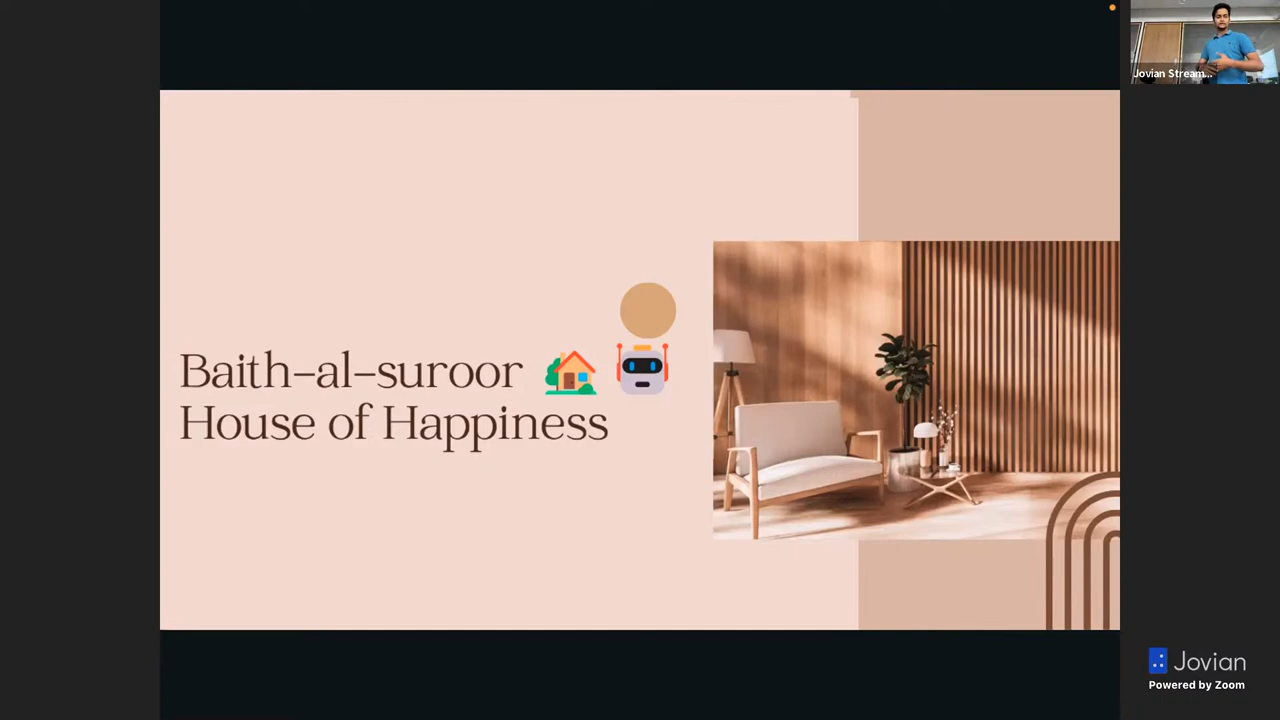 Jovian Stream...
Baith-al-suroor
House of Happiness
Jovian
Powered by Zoom